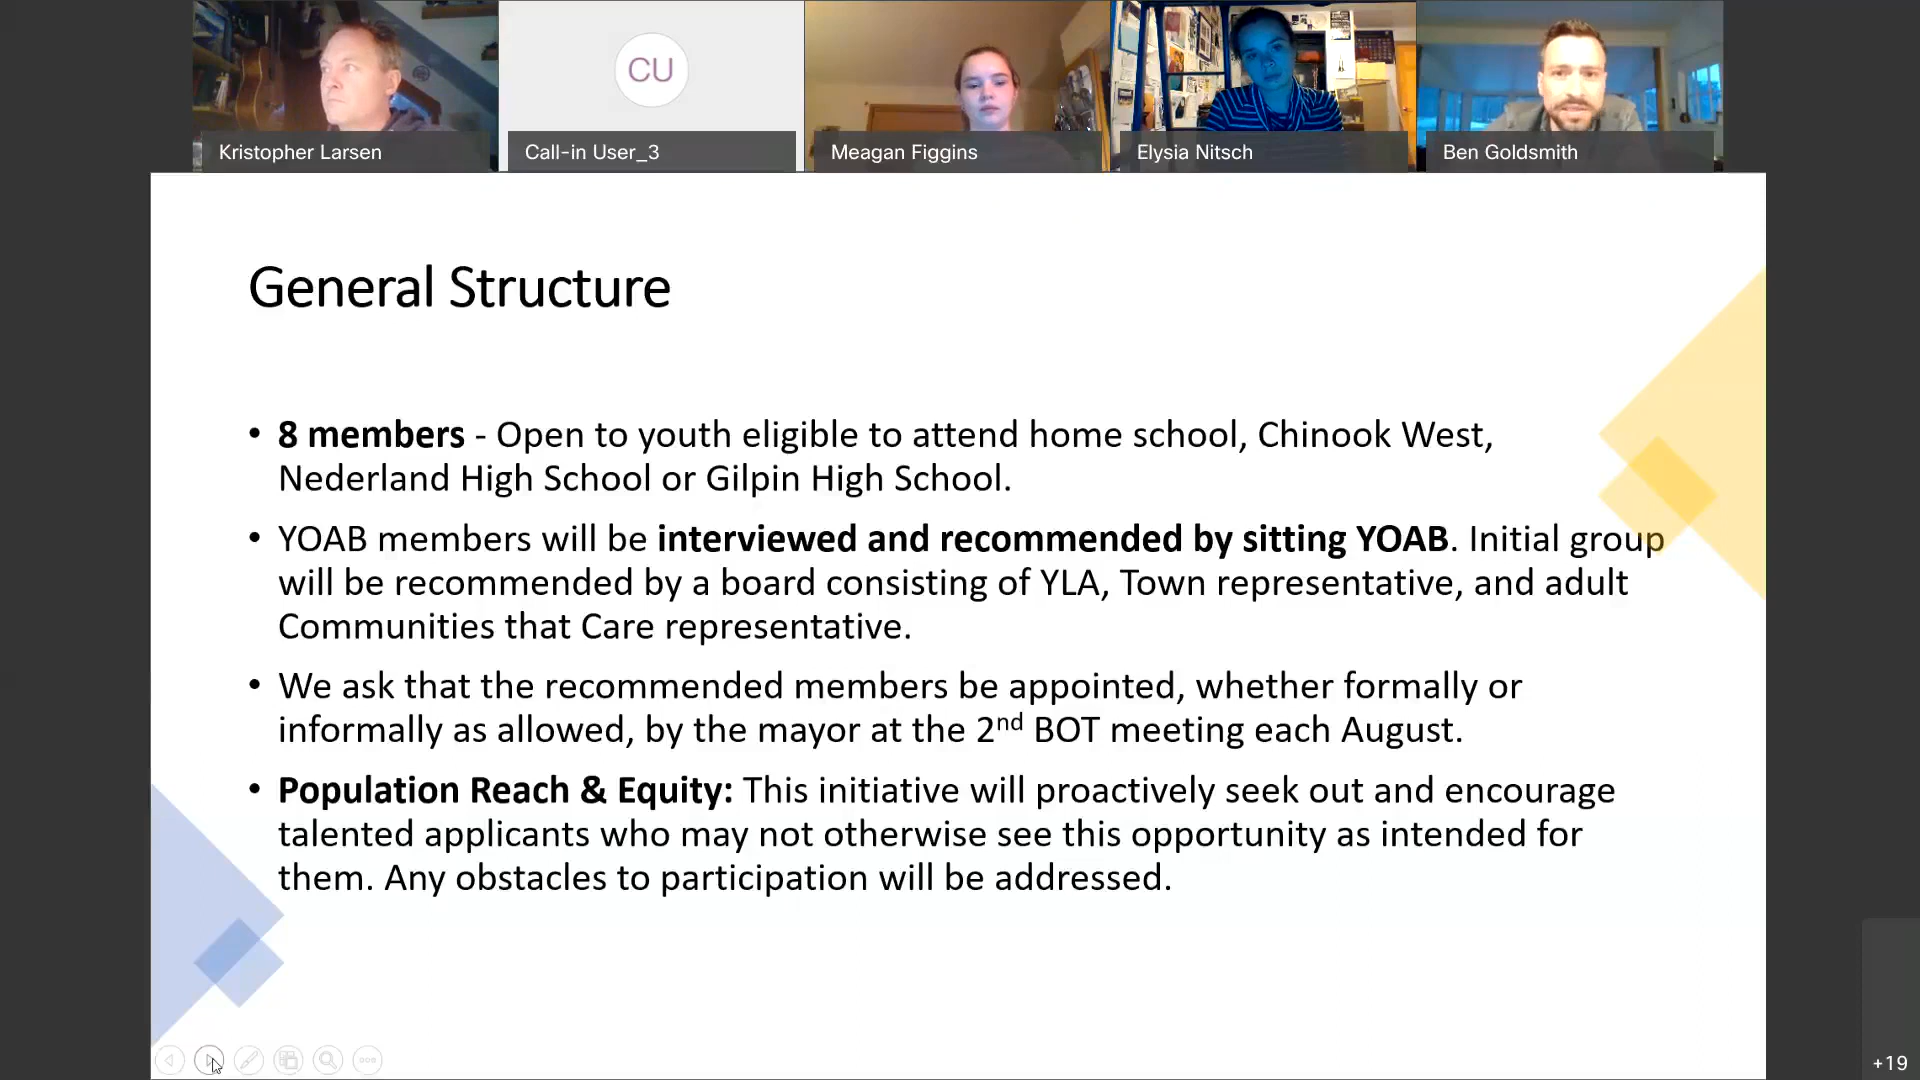 CU
Kristopher Larsen
Call-in User_3
Meagan Figgins
Elysia Nitsch
Ben Goldsmith
General Structure
• 8 members - Open to youth eligible to attend home school, Chinook West,
Nederland High School or Gilpin High School.
• YOAB members will be interviewed and recommended by sitting YOAB. Initial group
will be recommended by a board consisting of YLA, Town representative, and adult
Communities that Care representative.
• We ask that the recommended members be appointed, whether formally or
informally as allowed, by the mayor at the 2nd BOT meeting each August.
• Population Reach & Equity: This initiative will proactively seek out and encourage
talented applicants who may not otherwise see this opportunity as intended for
them. Any obstacles to participation will be addressed.
+19